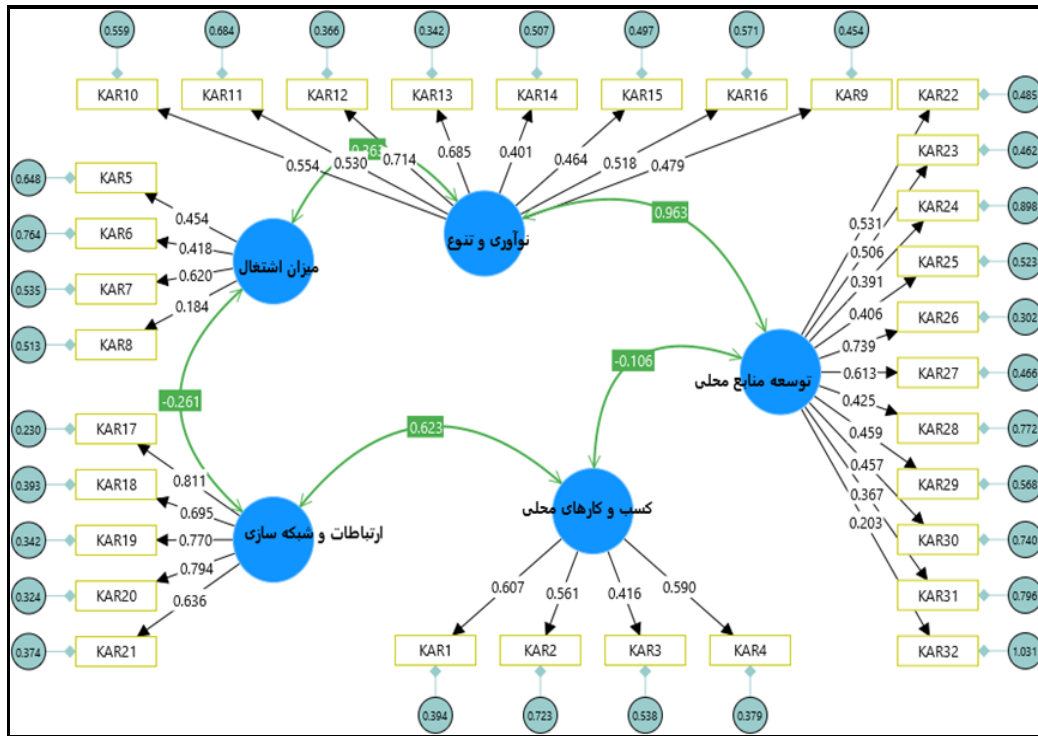 0.559 0.684 0.366 0.342 0.507 0.497 0.571 0.454
KAR10 KAR11 KAR12 KAR13 KAR14 KAR15 KAR16 KAR9
0.554 0.530 0.714 0.685 0.401 0.464 0.518 0.479
نوآوری و تنوع
0.648 KAR5 0.454
0.764 KAR6 0.418
0.535 KAR7 0.620
0.513 KAR8 0.184
میزان اشتغال
0.963
-0.261
0.623
-0.106
KAR22 0.485 0.531
KAR23 0.462 0.506
KAR24 0.898 0.391
KAR25 0.523 0.406
KAR26 0.302 0.739
KAR27 0.466 0.613
KAR28 0.772 0.425
KAR29 0.568 0.459
KAR30 0.740 0.457
KAR31 0.796 0.367
KAR32 1.031 0.203
توسعه منابع محلی
0.230 KAR17 0.811
0.393 KAR18 0.695
0.342 KAR19 0.770
0.324 KAR20 0.794
0.374 KAR21 0.636
ارتباطات و شبکه سازی
کسب و کارهای محلی
0.607 0.561 0.416 0.590
KAR1 KAR2 KAR3 KAR4
0.394 0.723 0.538 0.379